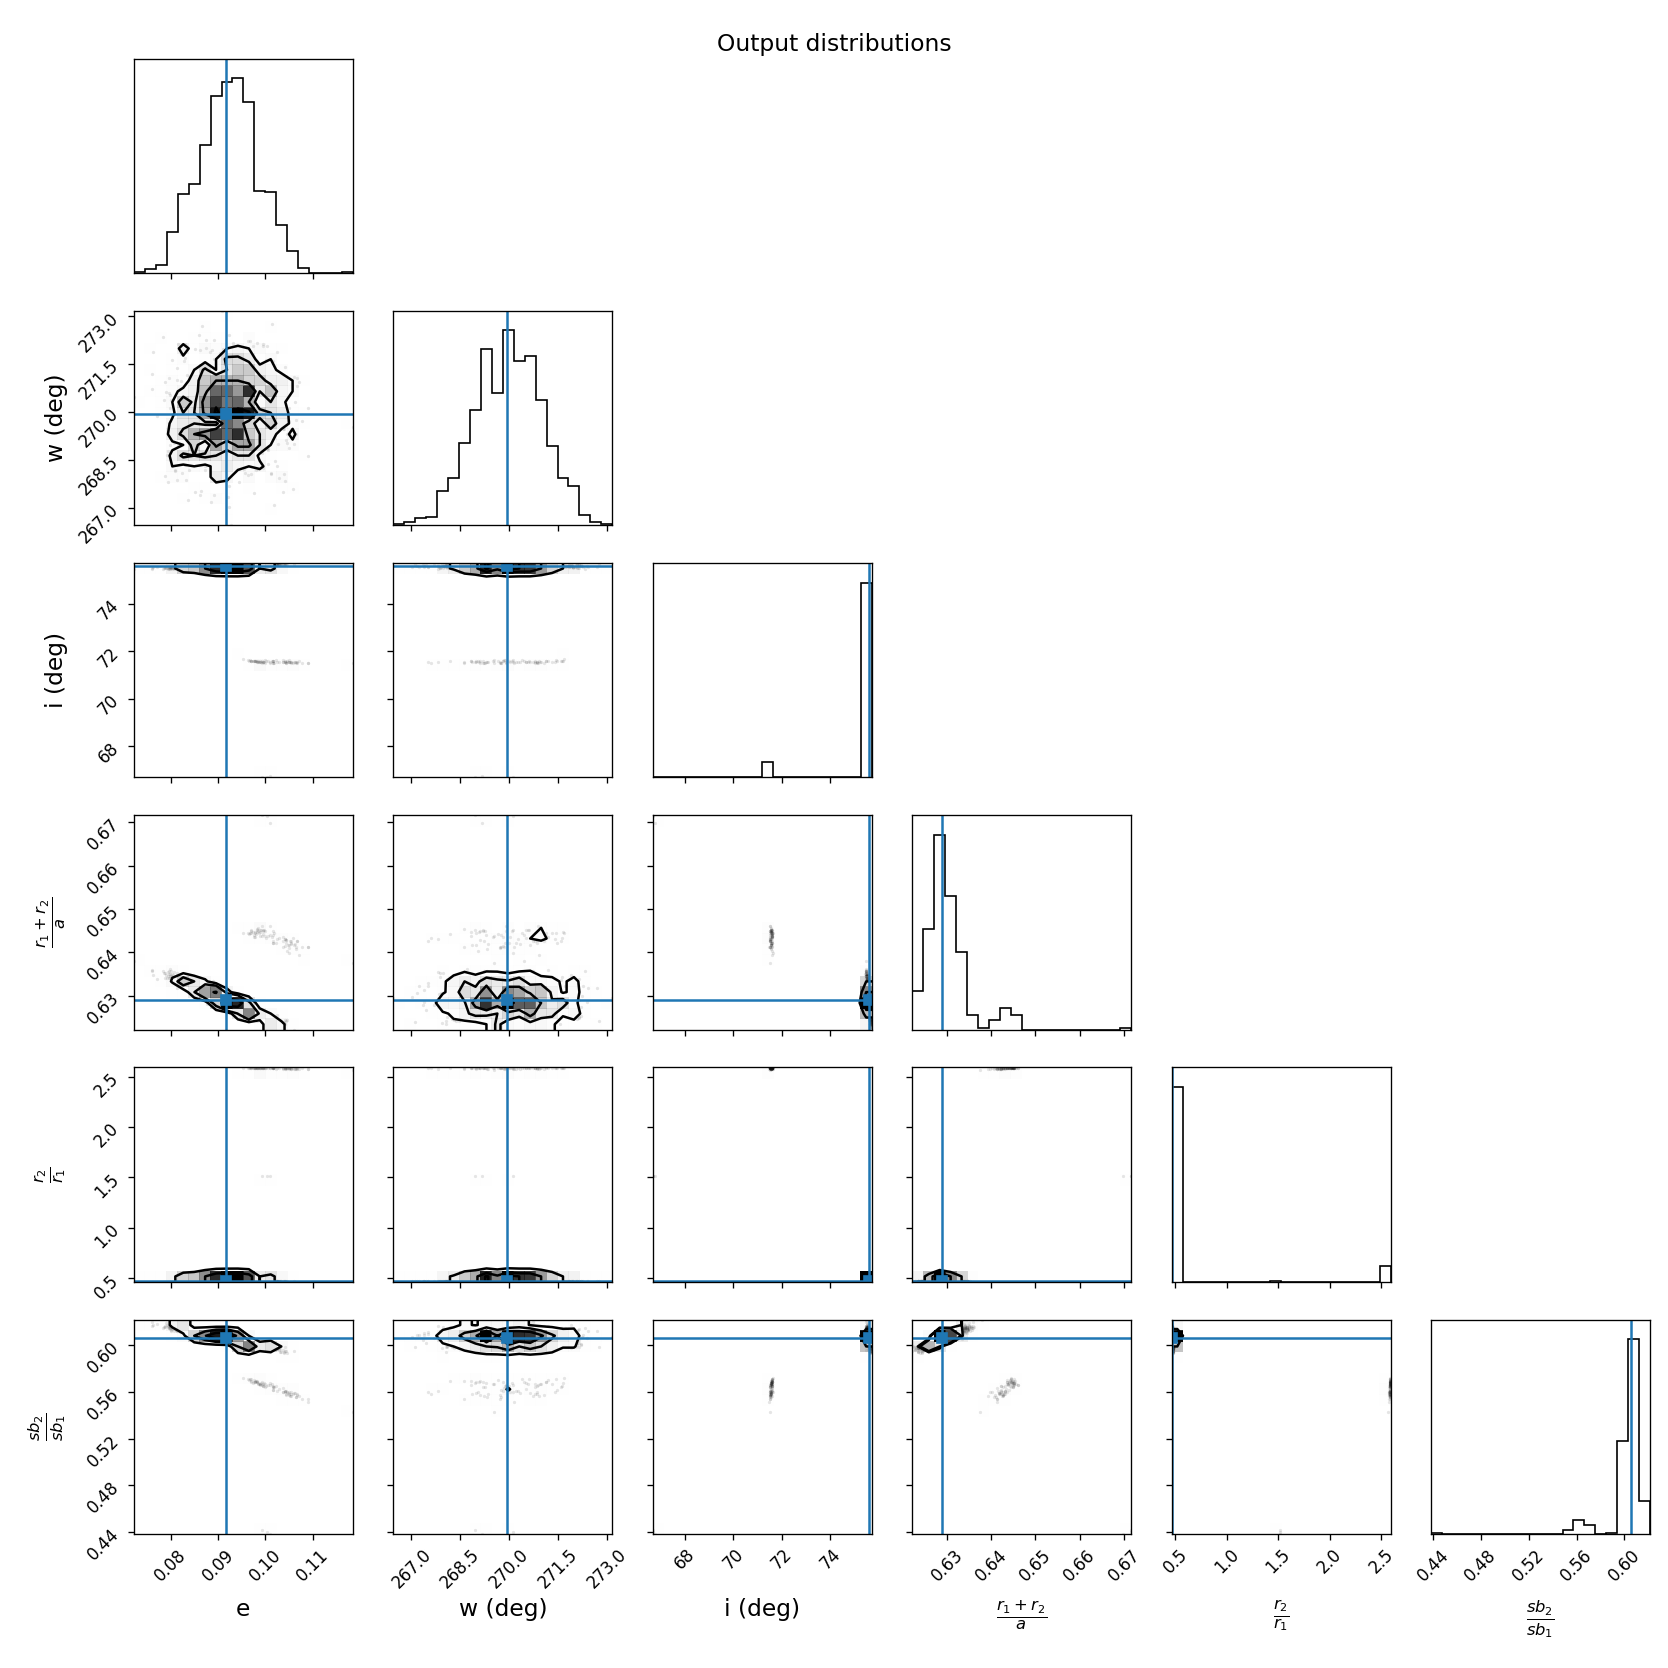 Output distributions
273.0
271.5
270.0
268.5
267.0
w (deg)
74
72
70
68
i (deg)
0.67
0.66
0.65
0.64
0.63
r₁ + r₂
a
2.5
2.0
1.5
1.0
0.5
r₂
r₁
0.60
0.56
0.52
0.48
0.44
sb₂
sb₁
0.08 0.09 0.10 0.11
267.0 268.5 270.0 271.5 273.0
68 70 72 74
0.63 0.64 0.65 0.66 0.67
0.5 1.0 1.5 2.0 2.5
0.44 0.48 0.52 0.56 0.60
e
w (deg)
i (deg)
r₁ + r₂
a
r₂
r₁
sb₂
sb₁